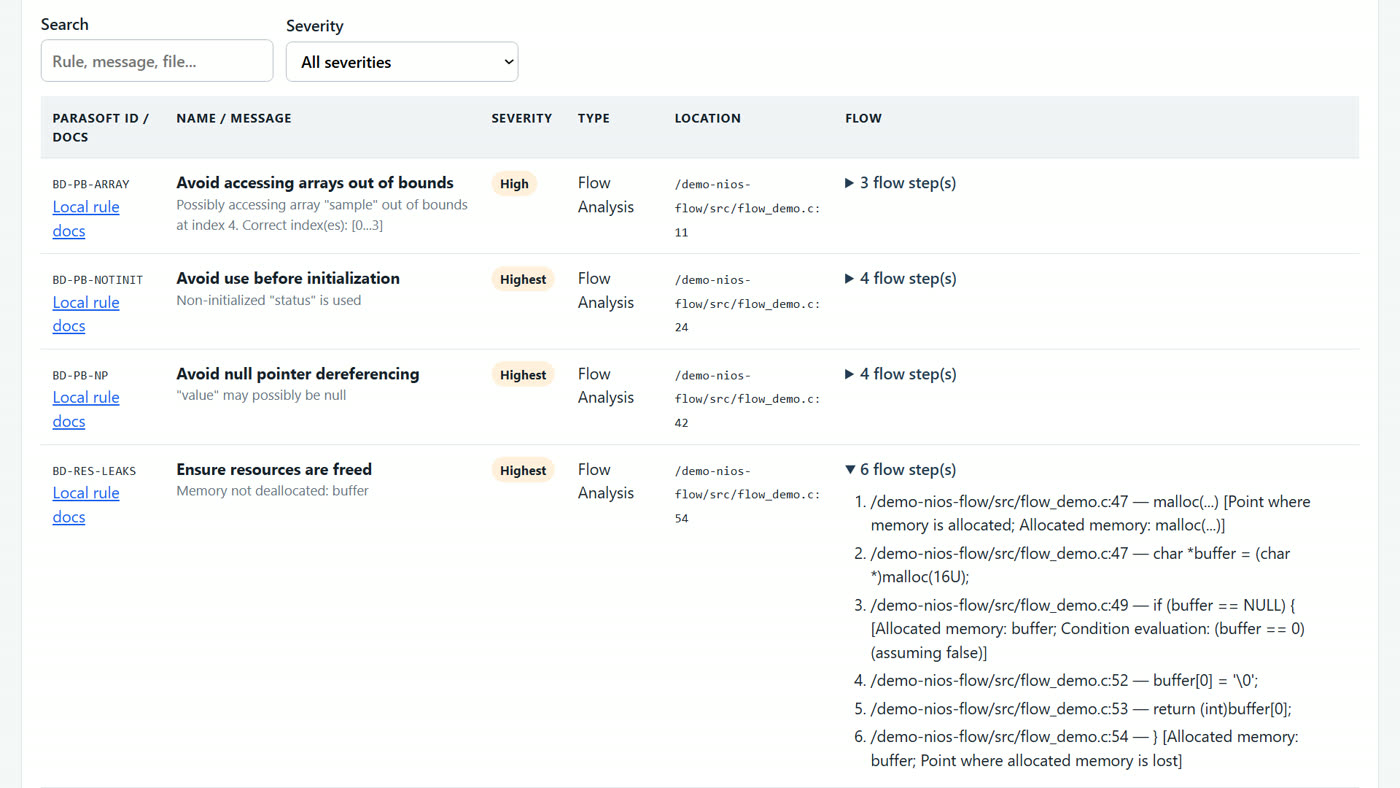 Search
Severity
Rule, message, file...
All severities
PARASOFT ID / DOCS
NAME / MESSAGE
SEVERITY
TYPE
LOCATION
FLOW
BD-PB-ARRAY
Local rule
docs
Avoid accessing arrays out of bounds
Possibly accessing array "sample" out of bounds
at index 4. Correct index(es): [0...3]
High
Flow
Analysis
/demo-nios-
flow/src/flow_demo.c:
11
▶ 3 flow step(s)
BD-PB-NOTINIT
Local rule
docs
Avoid use before initialization
Non-initialized "status" is used
Highest
Flow
Analysis
/demo-nios-
flow/src/flow_demo.c:
24
▶ 4 flow step(s)
BD-PB-NP
Local rule
docs
Avoid null pointer dereferencing
"value" may possibly be null
Highest
Flow
Analysis
/demo-nios-
flow/src/flow_demo.c:
42
▶ 4 flow step(s)
BD-RES-LEAKS
Local rule
docs
Ensure resources are freed
Memory not deallocated: buffer
Highest
Flow
Analysis
/demo-nios-
flow/src/flow_demo.c:
54
▼ 6 flow step(s)
1. /demo-nios-flow/src/flow_demo.c:47 — malloc(...) [Point where
memory is allocated; Allocated memory: malloc(...)]
2. /demo-nios-flow/src/flow_demo.c:47 — char *buffer = (char
*)malloc(16U);
3. /demo-nios-flow/src/flow_demo.c:49 — if (buffer == NULL) {
[Allocated memory: buffer; Condition evaluation: (buffer == 0)
(assuming false)]
4. /demo-nios-flow/src/flow_demo.c:52 — buffer[0] = '\0';
5. /demo-nios-flow/src/flow_demo.c:53 — return (int)buffer[0];
6. /demo-nios-flow/src/flow_demo.c:54 — } [Allocated memory:
buffer; Point where allocated memory is lost]